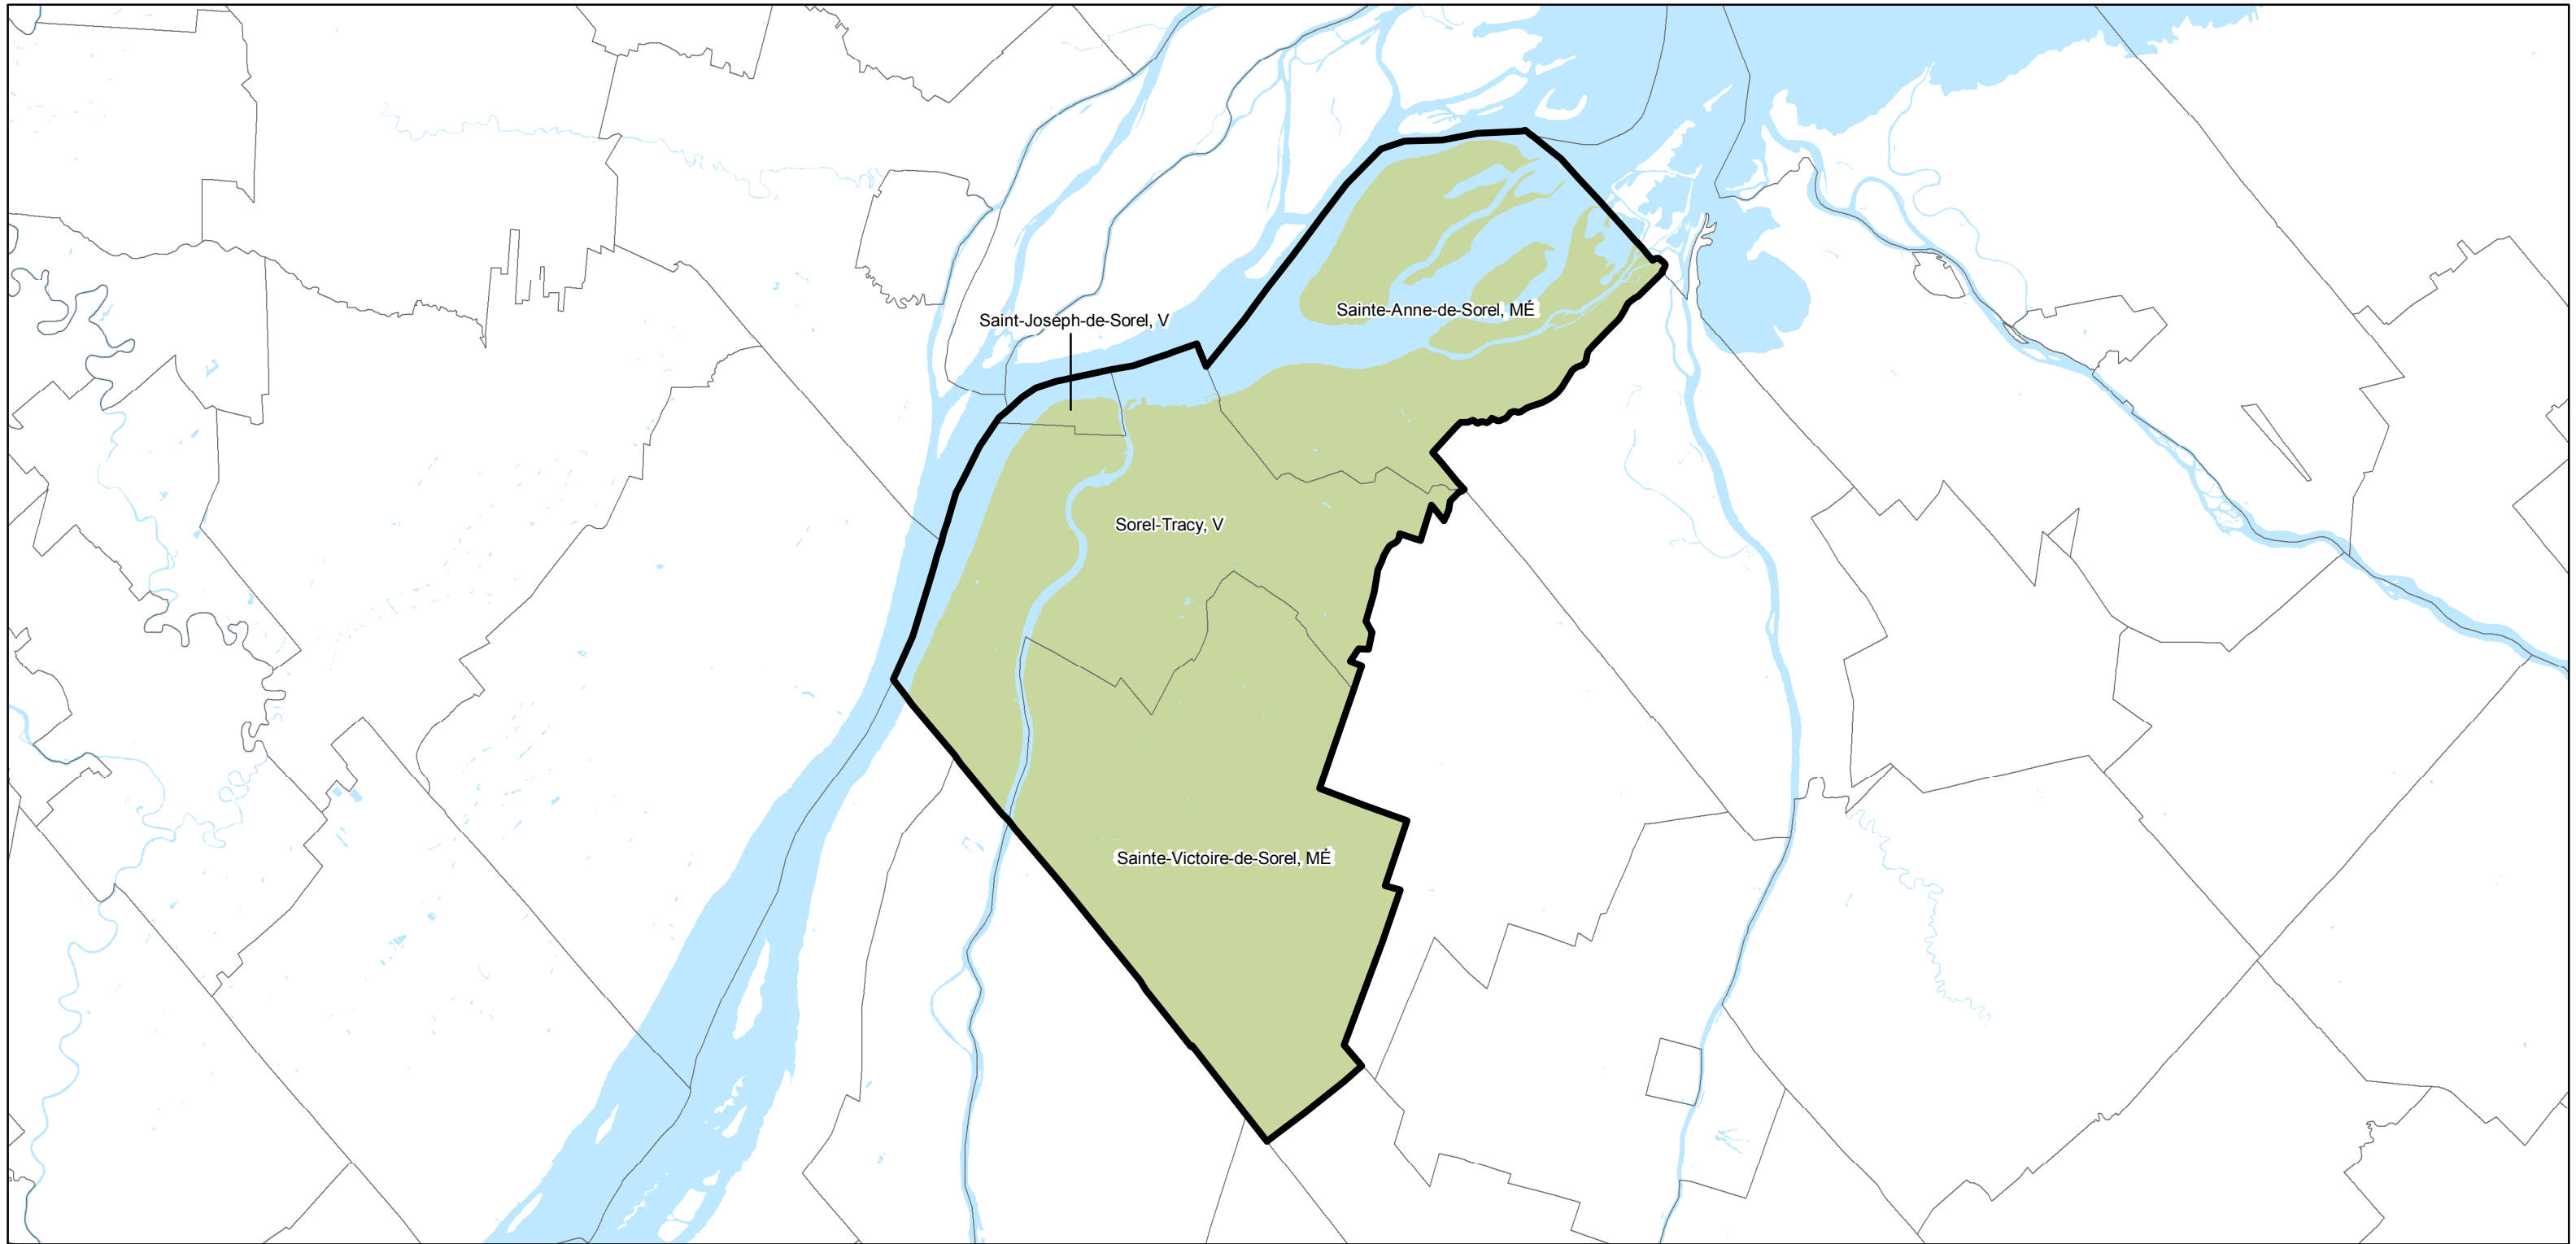 Sainte-Anne-de-Sorel, MÉ
Saint-Joseph-de-Sorel, V
Sorel-Tracy, V
Sainte-Victoire-de-Sorel, MÉ